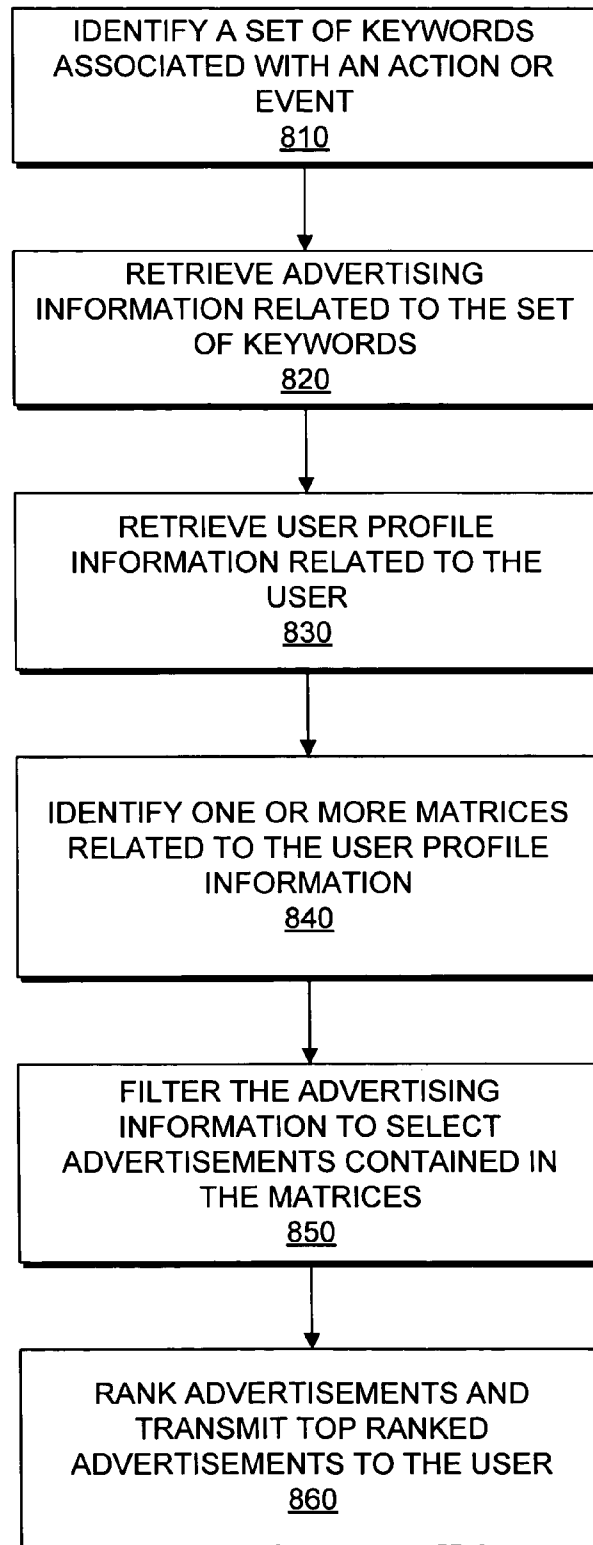 IDENTIFY A SET OF KEYWORDS
ASSOCIATED WITH AN ACTION OR
EVENT
810
RETRIEVE ADVERTISING
INFORMATION RELATED TO THE SET
OF KEYWORDS
820
RETRIEVE USER PROFILE
INFORMATION RELATED TO THE
USER
830
IDENTIFY ONE OR MORE MATRICES
RELATED TO THE USER PROFILE
INFORMATION
840
FILTER THE ADVERTISING
INFORMATION TO SELECT
ADVERTISEMENTS CONTAINED IN
THE MATRICES
850
RANK ADVERTISEMENTS AND
TRANSMIT TOP RANKED
ADVERTISEMENTS TO THE USER
860